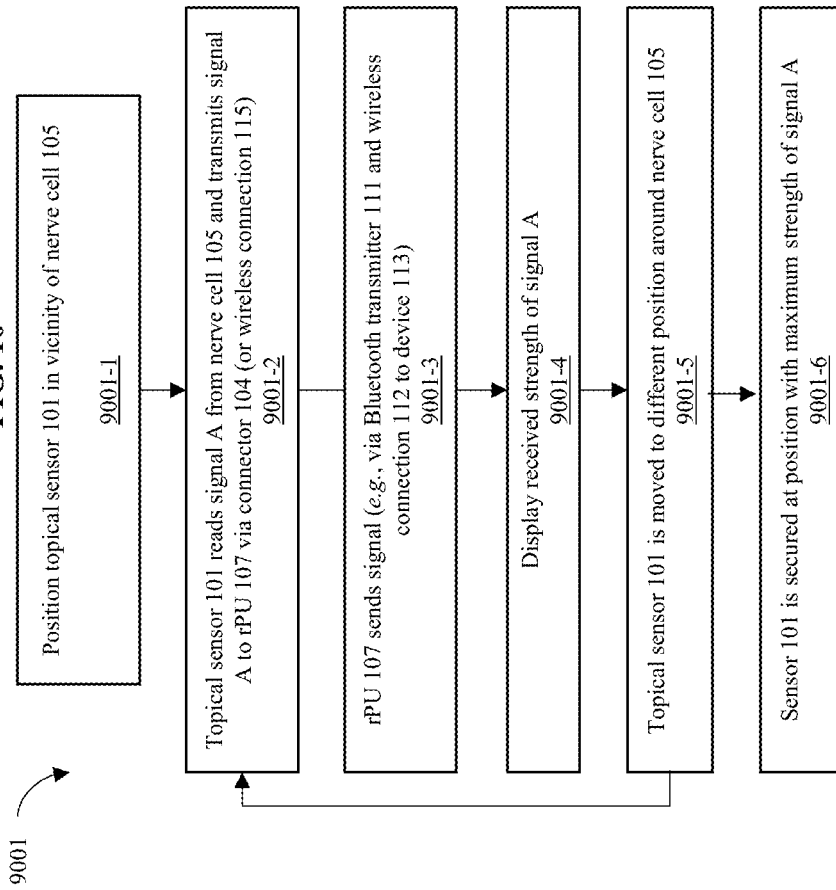 9001
Position topical sensor 101 in vicinity of nerve cell 105
9001-1
Topical sensor 101 reads signal A from nerve cell 105 and transmits signal
A to rPU 107 via connector 104 (or wireless connection 115)
9001-2
rPU 107 sends signal (e.g., via Bluetooth transmitter 111 and wireless
connection 112 to device 113)
9001-3
Display received strength of signal A
9001-4
Topical sensor 101 is moved to different position around nerve cell 105
9001-5
Sensor 101 is secured at position with maximum strength of signal A
9001-6